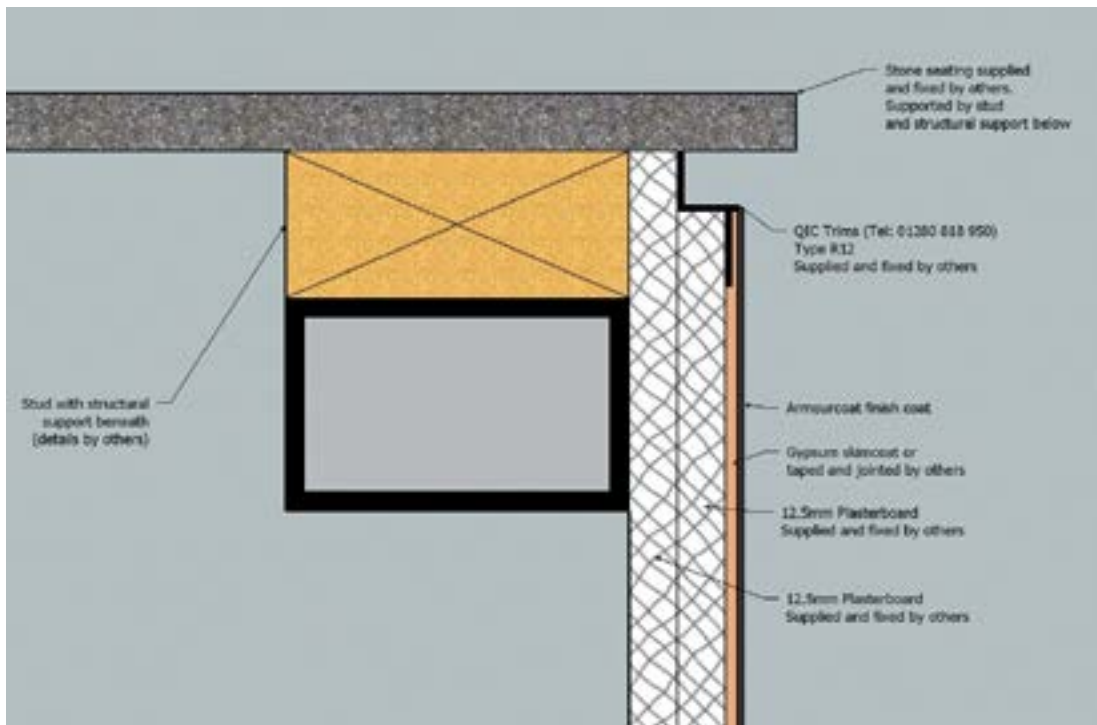 Stone seating supplied
and fixed by others.
Supported by stud
and structural support below
QIC Trims (Tel: 01280 818 950)
Type R12
Supplied and fixed by others
Stud with structural
support beneath
(details by others)
Armourcoat finish coat
Gypsum skimcoat or
taped and jointed by others
12.5mm Plasterboard
Supplied and fixed by others
12.5mm Plasterboard
Supplied and fixed by others